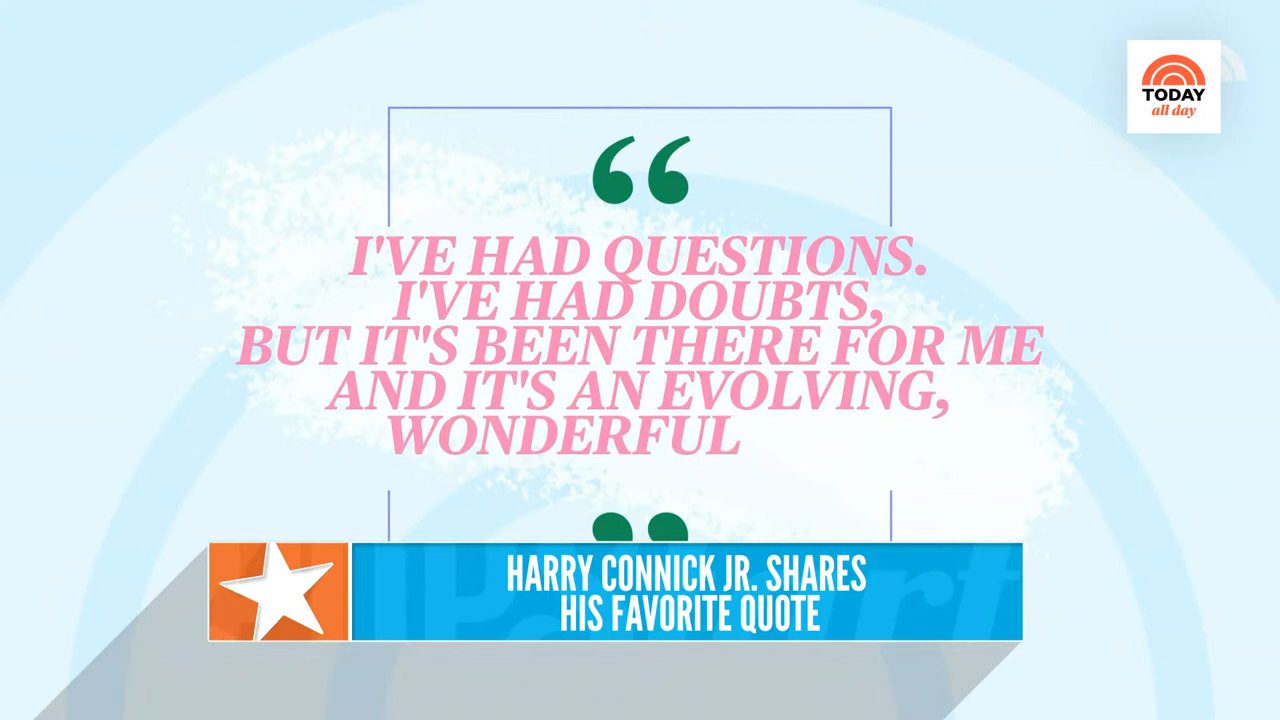 TODAY
all day
“
I'VE HAD QUESTIONS.
I'VE HAD DOUBTS,
BUT IT'S BEEN THERE FOR ME
AND IT'S AN EVOLVING,
WONDERFUL
”
HARRY CONNICK JR. SHARES
HIS FAVORITE QUOTE